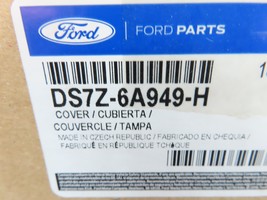 Ford
FORD PARTS
DS7Z-6A949-H
COVER / CUBIERTA /
COUVERCLE / TAMPA
MADE IN CZECH REPUBLIC / FABRICADO EN CHEQUIA /
FABRIQUÉ EN RÉPUBLIQUE TCHÈQUE